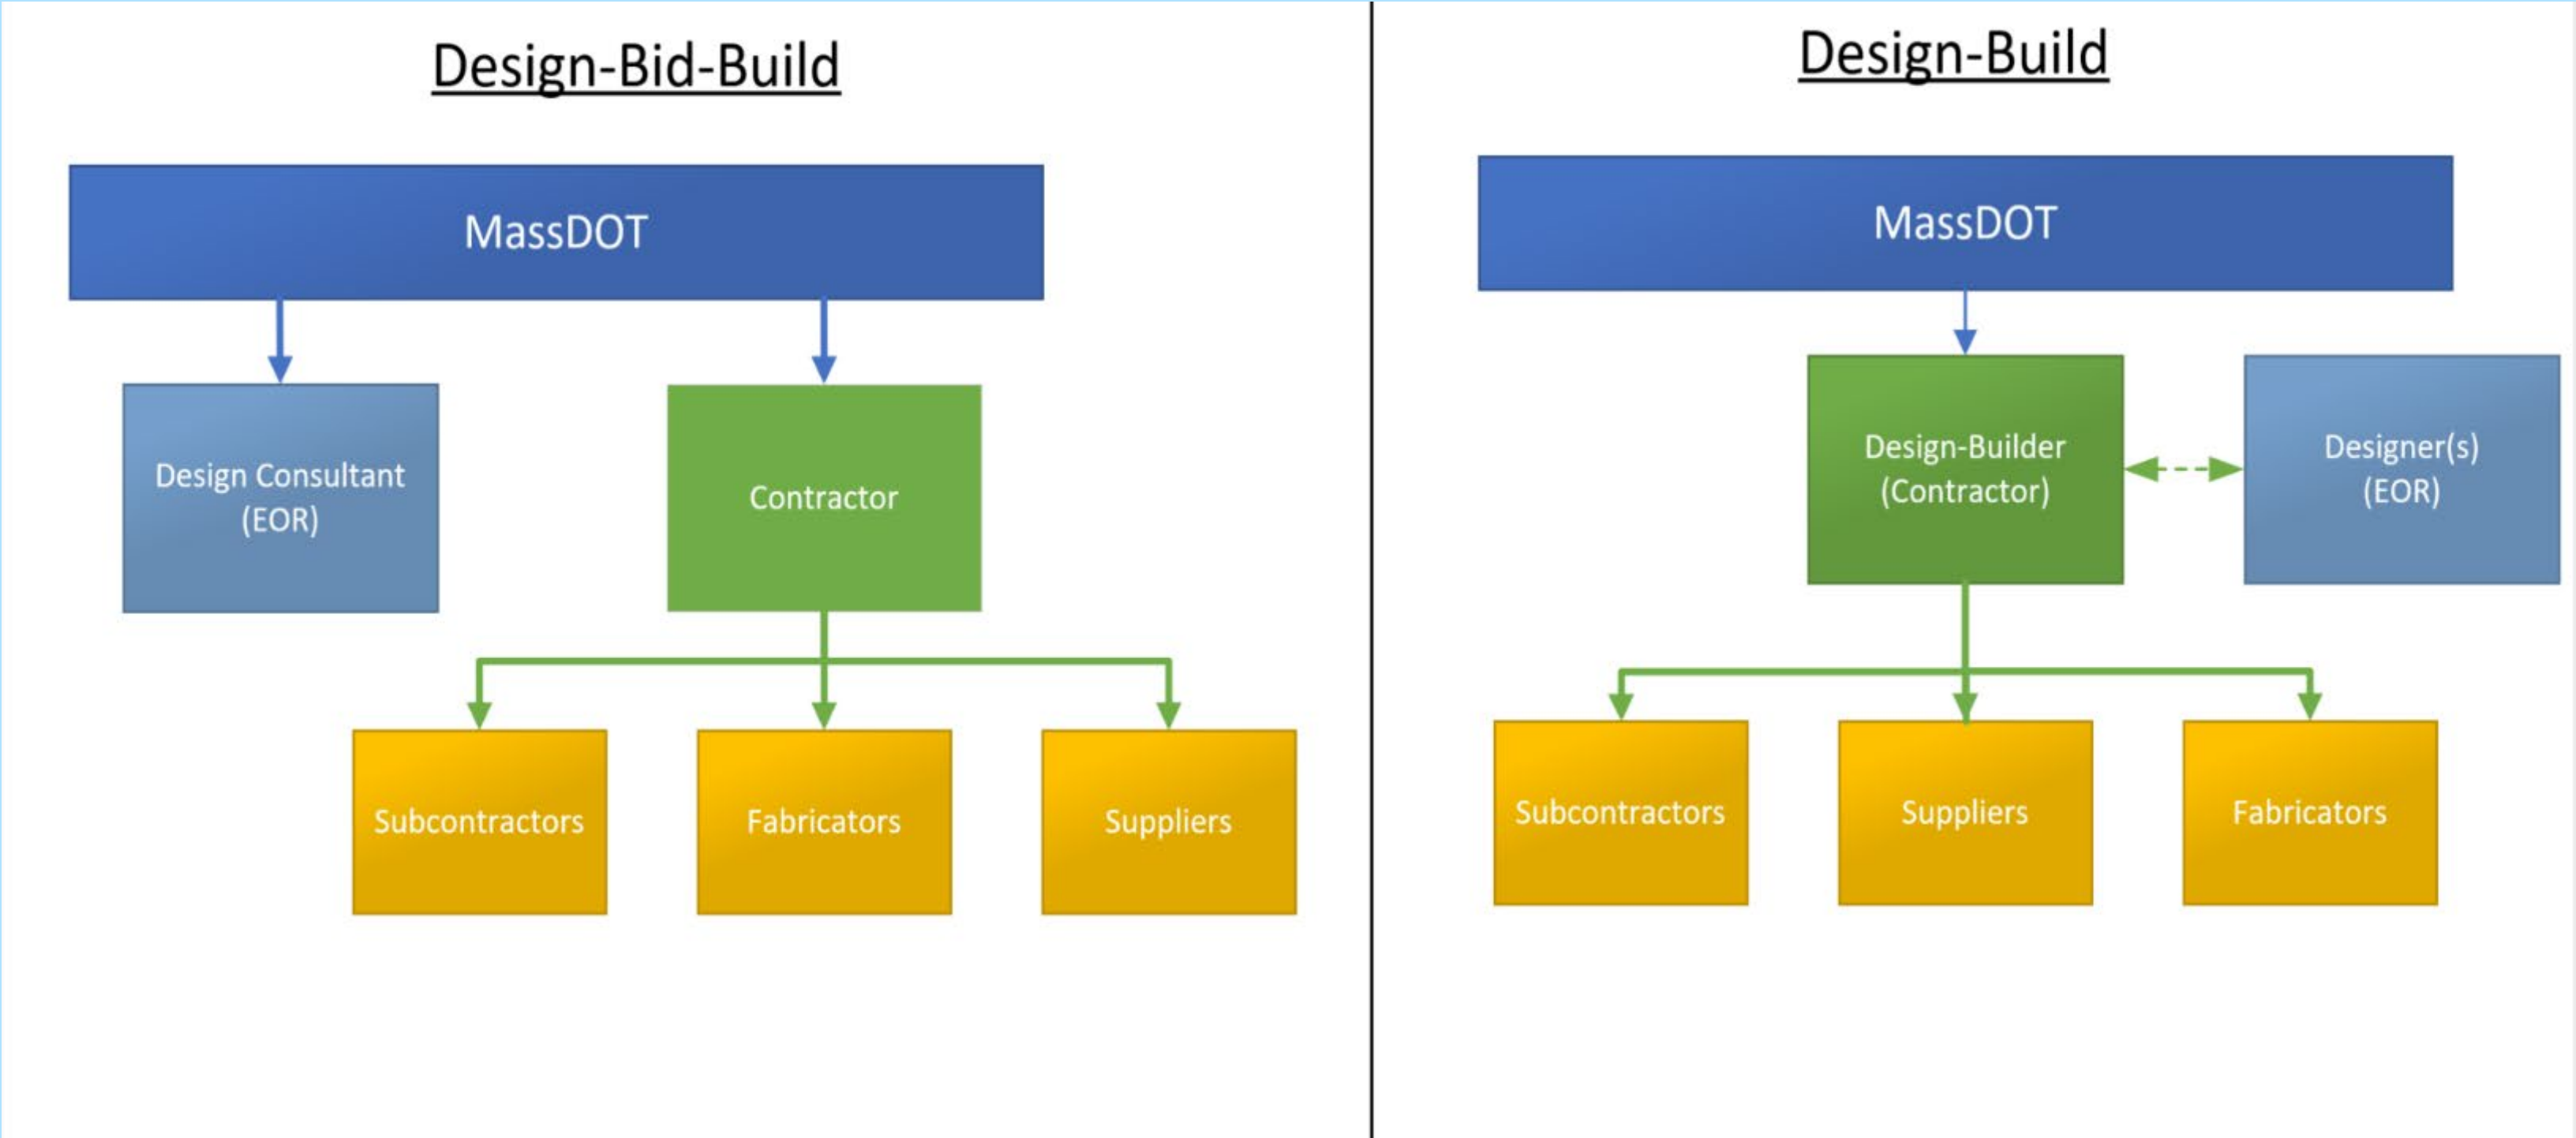 Design-Bid-Build
MassDOT
Design Consultant
(EOR)
Contractor
Subcontractors
Fabricators
Suppliers
Design-Build
MassDOT
Design-Builder
(Contractor)
Designer(s)
(EOR)
Subcontractors
Suppliers
Fabricators